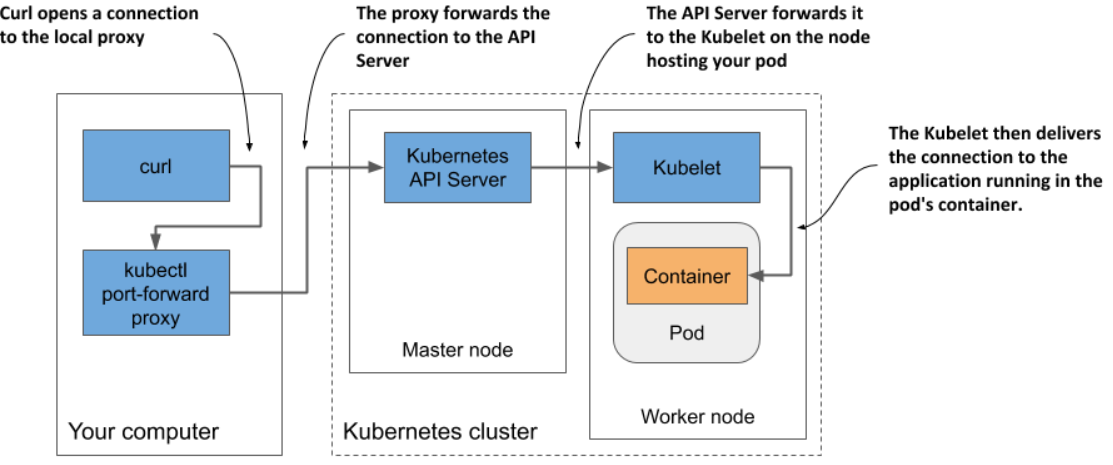 Curl opens a connection
to the local proxy
The proxy forwards the
connection to the API
Server
The API Server forwards it
to the Kubelet on the node
hosting your pod
The Kubelet then delivers
the connection to the
application running in the
pod's container.
curl
kubectl
port-forward
proxy
Your computer
Kubernetes
API Server
Master node
Kubelet
Container
Pod
Worker node
Kubernetes cluster